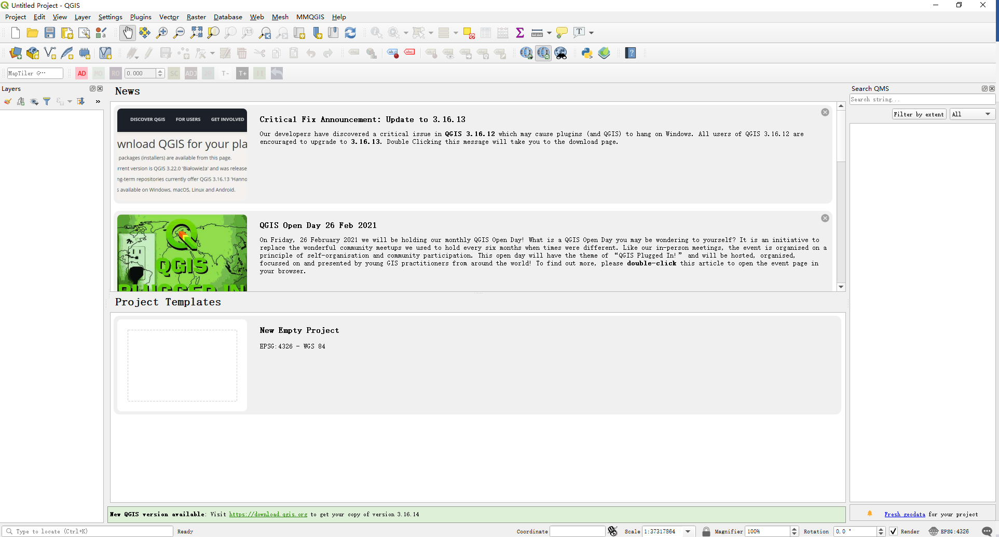 Untitled Project - QGIS
Project Edit View Layer Settings Plugins Vector Raster Database Web Mesh MMQGIS Help
MapTiler G… AD MO RO 0.000 SC ADJ T- T+
Layers
News
DISCOVER QGIS FOR USERS GET INVOLVED
wnload QGIS for your pla
packages (installers) are available from this page.
rrent version is QGIS 3.22.0 'Białowieża' and was release
ng-term repositories currently offer QGIS 3.16.13 'Hanno
s available on Windows, macOS, Linux and Android.
Critical Fix Announcement: Update to 3.16.13
Our developers have discovered a critical issue in QGIS 3.16.12 which may cause plugins (and QGIS) to hang on Windows. All users of QGIS 3.16.12 are
encouraged to upgrade to 3.16.13. Double Clicking this message will take you to the download page.
QGIS
PLUGGED IN
QGIS Open Day 26 Feb 2021
On Friday, 26 February 2021 we will be holding our monthly QGIS Open Day! What is a QGIS Open Day you may be wondering to yourself? It is an initiative to
replace the wonderful community meetups we used to hold every six months when times were different. Like our in-person meetings, the event is organised on a
principle of self-organisation and community participation. This open day will have the theme of “QGIS Plugged In!” and will be hosted, organised,
focussed on and presented by young GIS practitioners from around the world! To find out more, please double-click this article to open the event page in
your browser.
Project Templates
New Empty Project
EPSG:4326 - WGS 84
New QGIS version available: Visit https://download.qgis.org to get your copy of version 3.16.14
Search QMS
Search string...
Filter by extent All
Fresh geodata for your project
Type to locate (Ctrl+K) Ready Coordinate Scale 1:37317864 Magnifier 100% Rotation 0.0 ° Render EPSG:4326